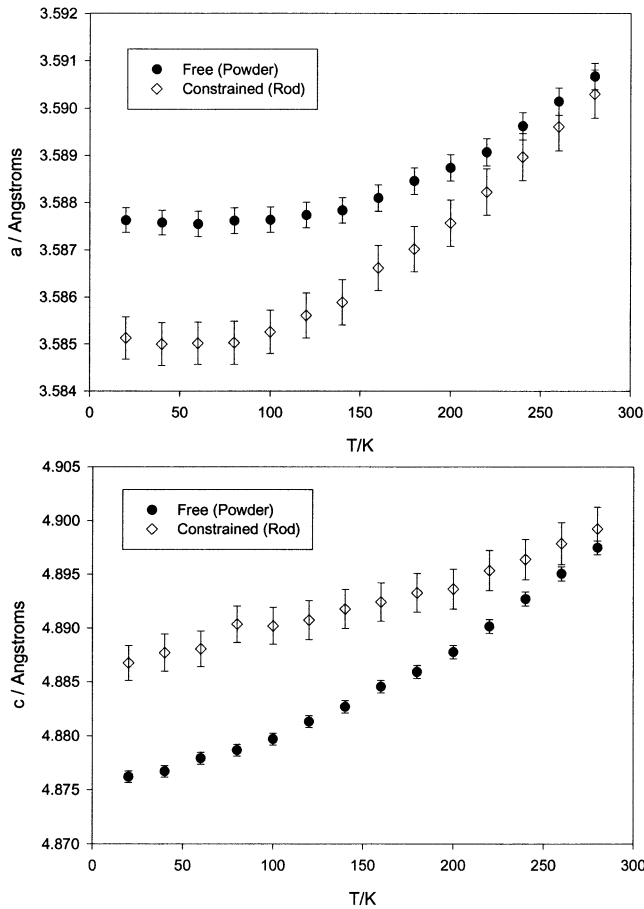 3.592
3.591
3.590
3.589
3.588
3.587
3.586
3.585
3.584
a / Angstroms
Free (Powder)
Constrained (Rod)
0 50 100 150 200 250 300
T/K
4.905
4.900
4.895
4.890
4.885
4.880
4.875
4.870
c / Angstroms
Free (Powder)
Constrained (Rod)
0 50 100 150 200 250 300
T/K